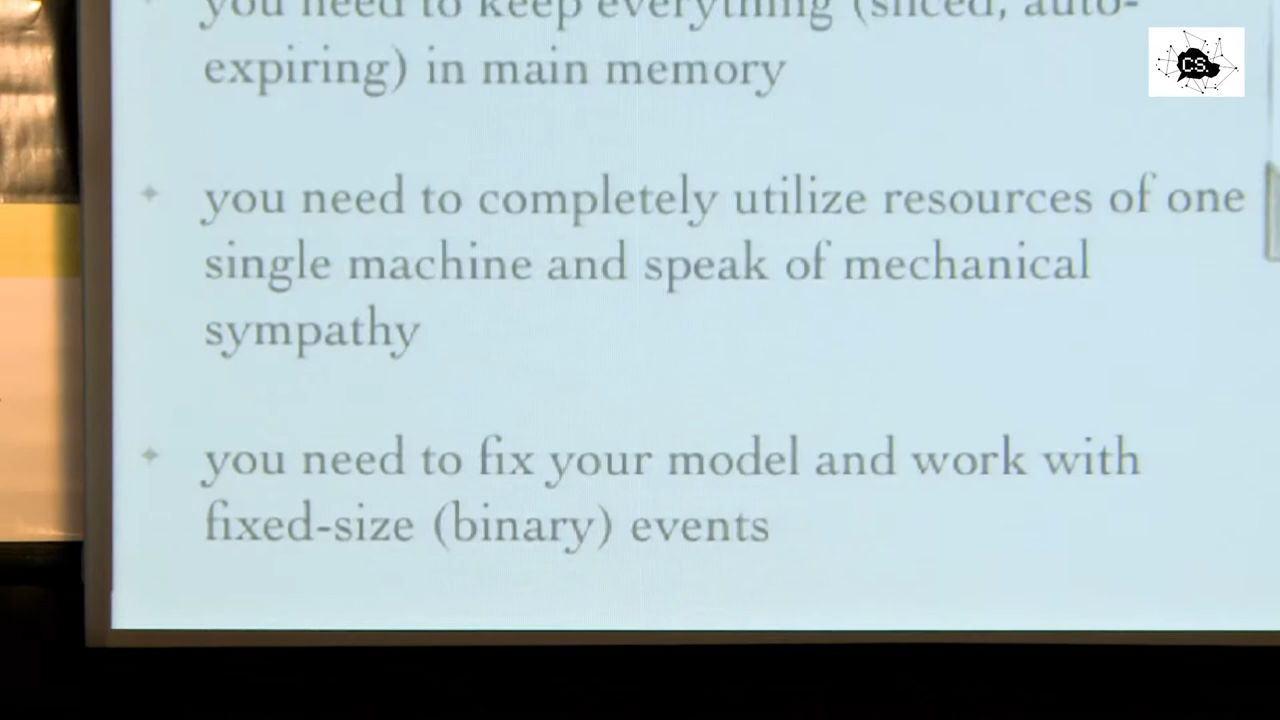 you need to keep everything (sliced, auto-
expiring) in main memory
CS.
you need to completely utilize resources of one
single machine and speak of mechanical
sympathy
you need to fix your model and work with
fixed-size (binary) events